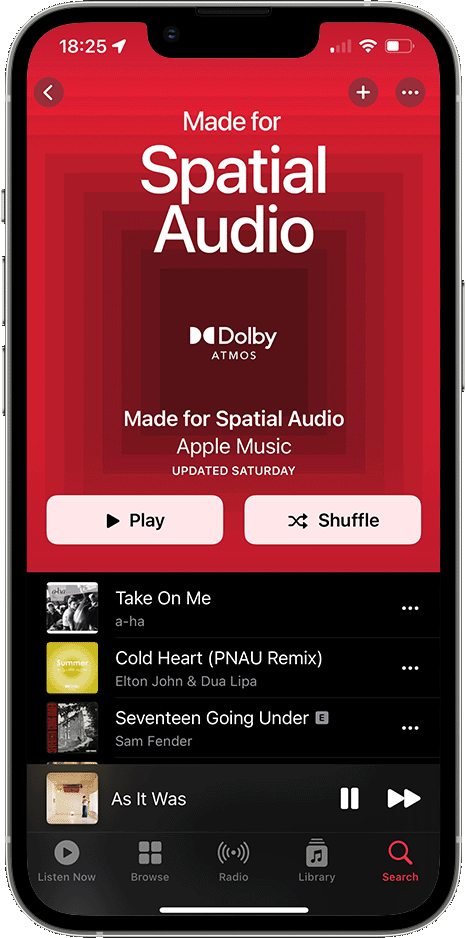 18:25
Made for
Spatial
Audio
Dolby
ATMOS
Made for Spatial Audio
Apple Music
UPDATED SATURDAY
Play
Shuffle
Take On Me
a-ha
Cold Heart (PNAU Remix)
Elton John & Dua Lipa
Seventeen Going Under E
Sam Fender
As It Was
Listen Now
Browse
Radio
Library
Search